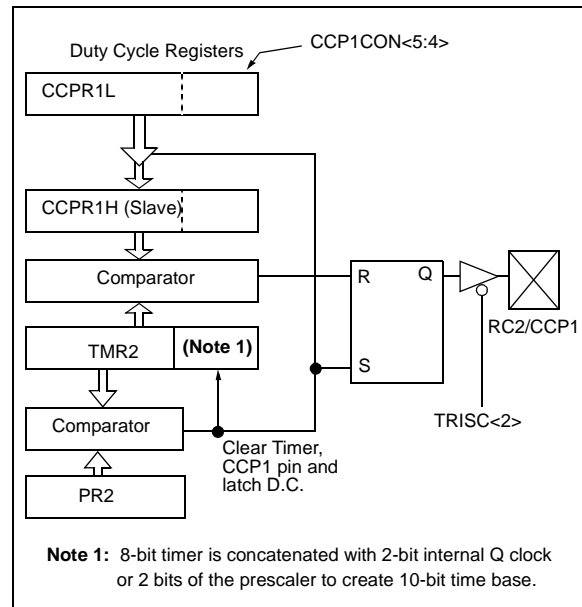 Duty Cycle Registers
CCP1CON<5:4>
CCPR1L
CCPR1H (Slave)
Comparator
R
Q
RC2/CCP1
TMR2
(Note 1)
S
TRISC<2>
Comparator
Clear Timer,
CCP1 pin and
latch D.C.
PR2
Note 1: 8-bit timer is concatenated with 2-bit internal Q clock
or 2 bits of the prescaler to create 10-bit time base.